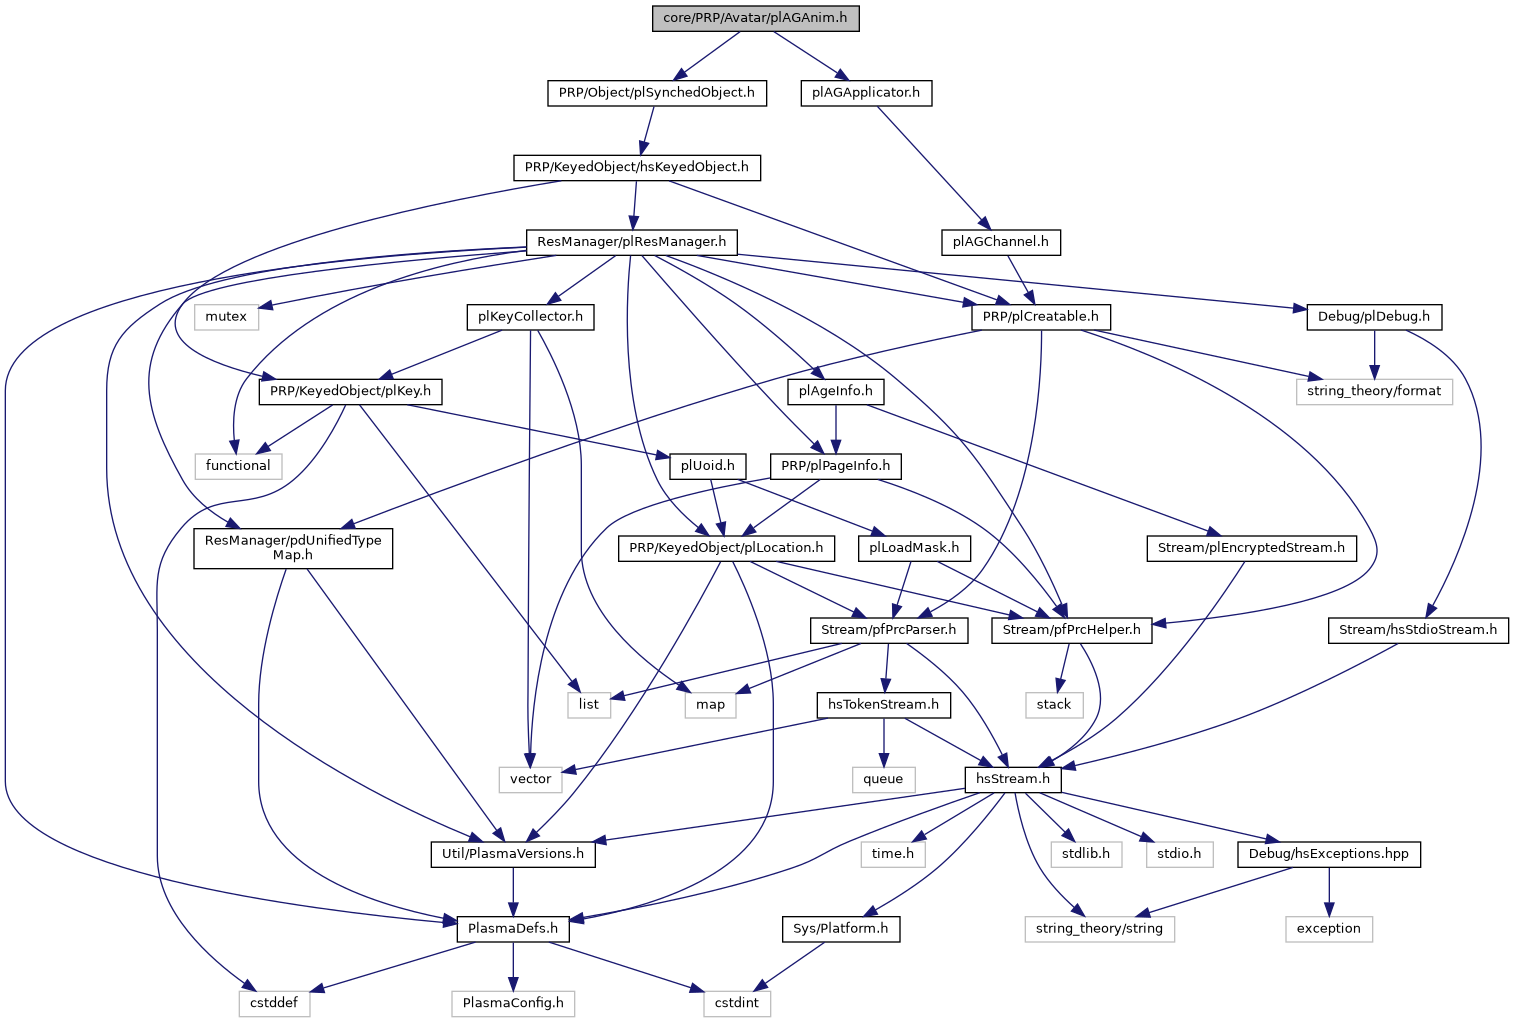 core/PRP/Avatar/plAGAnim.h
PRP/Object/plSynchedObject.h
plAGApplicator.h
PRP/KeyedObject/hsKeyedObject.h
ResManager/plResManager.h
plAGChannel.h
mutex
plKeyCollector.h
PRP/plCreatable.h
Debug/plDebug.h
PRP/KeyedObject/plKey.h
plAgeInfo.h
string_theory/format
functional
plUoid.h
PRP/plPageInfo.h
ResManager/pdUnifiedType
Map.h
PRP/KeyedObject/plLocation.h
plLoadMask.h
Stream/plEncryptedStream.h
Stream/pfPrcParser.h
Stream/pfPrcHelper.h
Stream/hsStdioStream.h
list
map
hsTokenStream.h
stack
vector
queue
hsStream.h
Util/PlasmaVersions.h
time.h
stdlib.h
stdio.h
Debug/hsExceptions.hpp
PlasmaDefs.h
Sys/Platform.h
string_theory/string
exception
cstddef
PlasmaConfig.h
cstdint